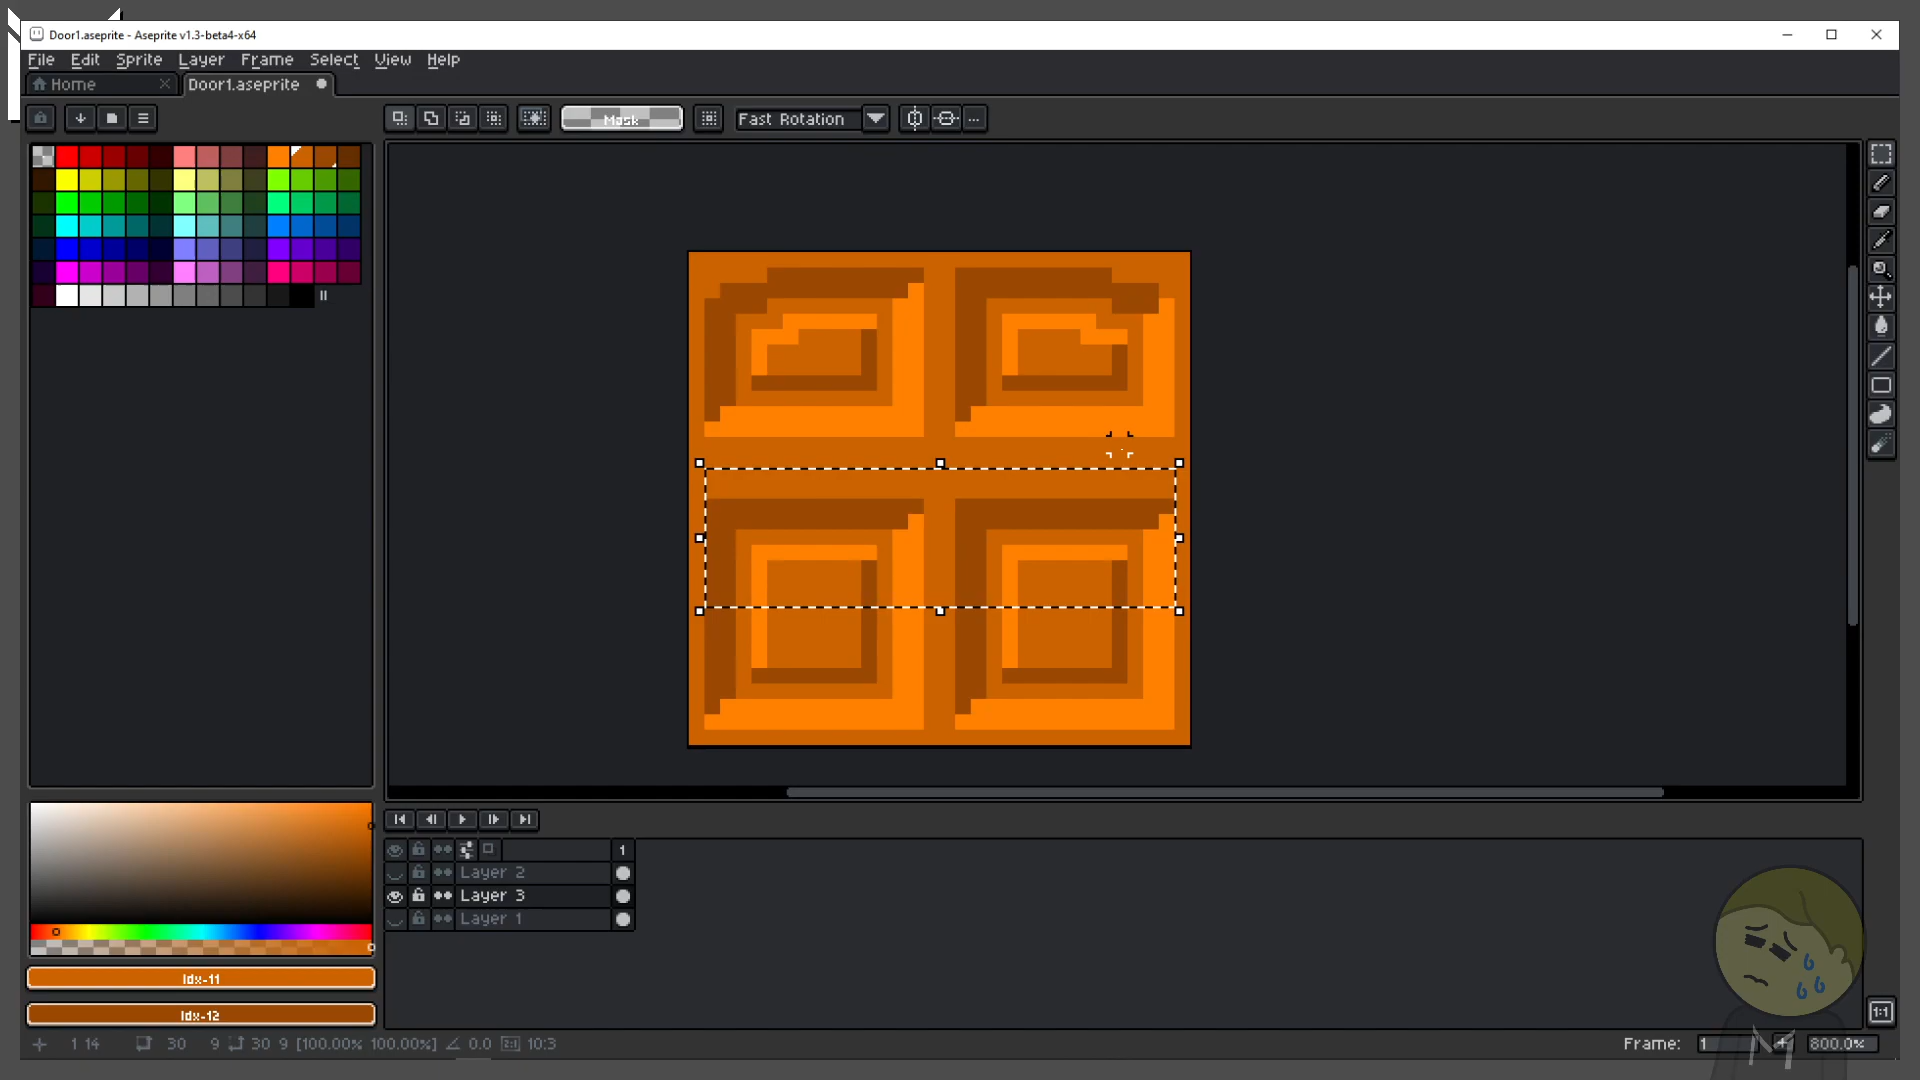 Door1.aseprite - Aseprite v1.3-beta4-x64
File Edit Sprite Layer Frame Select View Help
Home Door1.aseprite
Mask Fast Rotation
1
Layer 2
Layer 3
Layer 1
Idx-11
Idx-12
1:1
1 14 30 9 30 9 [100.00% 100.00%] 0.0 10:3 Frame: 1 800.0%